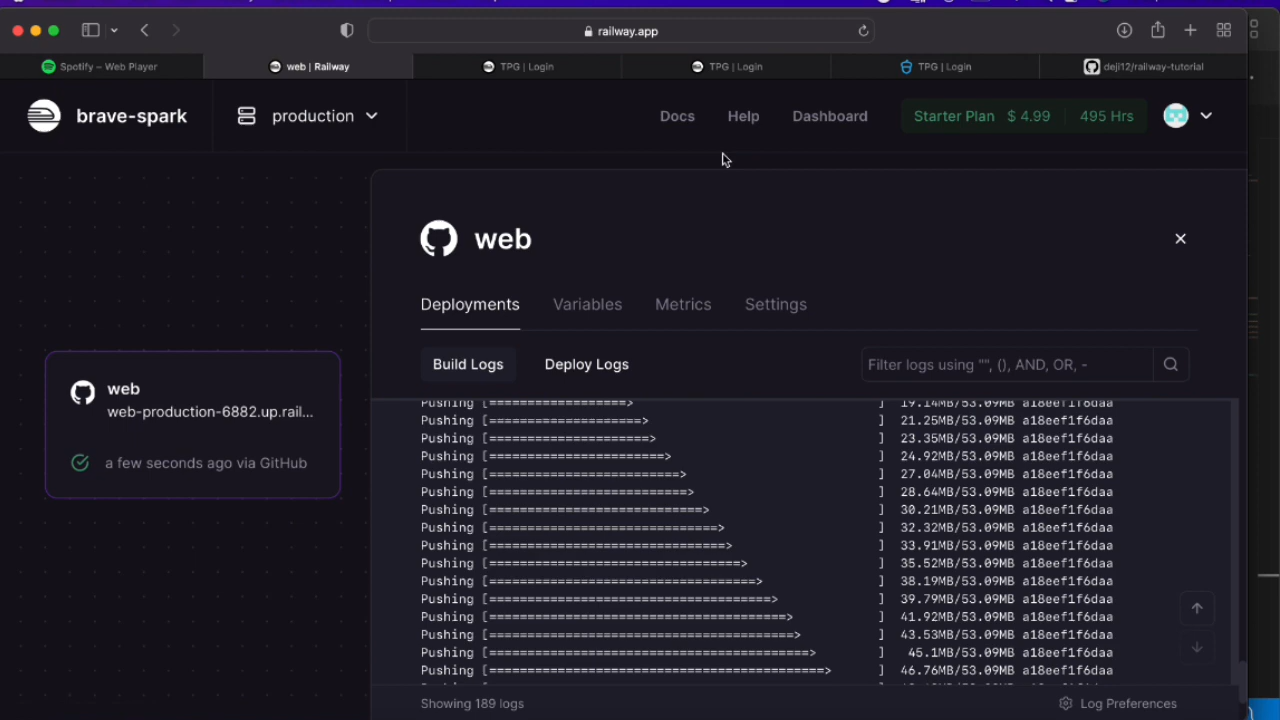 railway.app
Spotify – Web Player
web | Railway
TPG | Login
TPG | Login
TPG | Login
deji12/railway-tutorial
brave-spark
production
Docs
Help
Dashboard
Starter Plan $ 4.99
495 Hrs
web
Deployments
Variables
Metrics
Settings
Build Logs
Deploy Logs
Filter logs using "", (), AND, OR, -
web
web-production-6882.up.rail...
a few seconds ago via GitHub
Pushing [==================> ] 19.14MB/53.09MB a18eef1f6daa
Pushing [====================> ] 21.25MB/53.09MB a18eef1f6daa
Pushing [=====================> ] 23.35MB/53.09MB a18eef1f6daa
Pushing [=======================> ] 24.92MB/53.09MB a18eef1f6daa
Pushing [=========================> ] 27.04MB/53.09MB a18eef1f6daa
Pushing [==========================> ] 28.64MB/53.09MB a18eef1f6daa
Pushing [============================> ] 30.21MB/53.09MB a18eef1f6daa
Pushing [==============================> ] 32.32MB/53.09MB a18eef1f6daa
Pushing [===============================> ] 33.91MB/53.09MB a18eef1f6daa
Pushing [=================================> ] 35.52MB/53.09MB a18eef1f6daa
Pushing [===================================> ] 38.19MB/53.09MB a18eef1f6daa
Pushing [=====================================> ] 39.79MB/53.09MB a18eef1f6daa
Pushing [=======================================> ] 41.92MB/53.09MB a18eef1f6daa
Pushing [========================================> ] 43.53MB/53.09MB a18eef1f6daa
Pushing [==========================================> ] 45.1MB/53.09MB a18eef1f6daa
Pushing [============================================> ] 46.76MB/53.09MB a18eef1f6daa
Showing 189 logs
Log Preferences